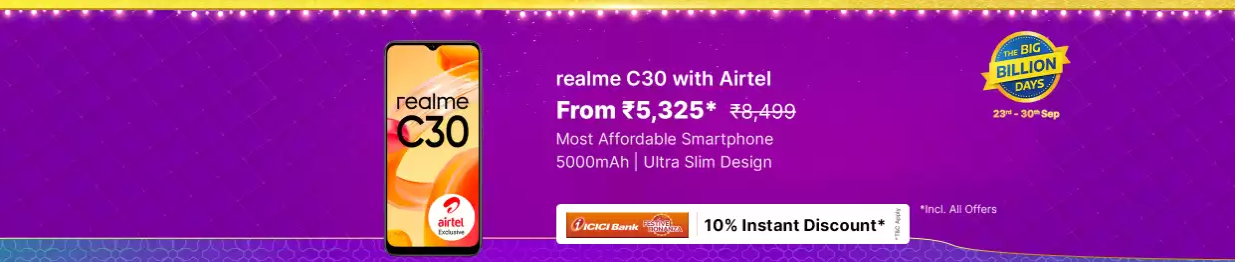 realme
C30
airtel
Exclusive
realme C30 with Airtel
From ₹5,325* ₹8,499
Most Affordable Smartphone
5000mAh | Ultra Slim Design
ICICI Bank FESTIVE BONANZA 10% Instant Discount* *T&C Apply
*Incl. All Offers
THE BIG
BILLION
DAYS
23rd - 30th Sep